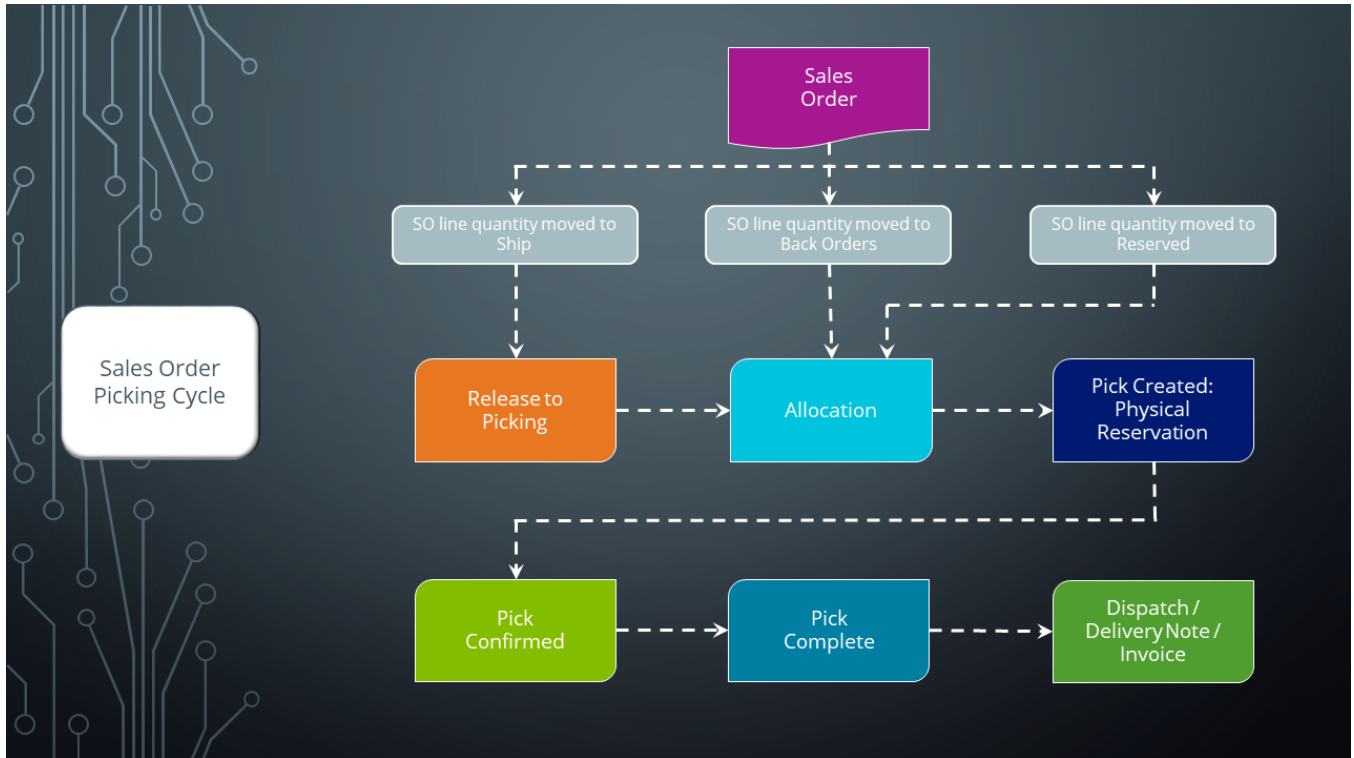 Sales
Order
SO line quantity moved to
Ship
SO line quantity moved to
Back Orders
SO line quantity moved to
Reserved
Sales Order
Picking Cycle
Release to
Picking
Allocation
Pick Created:
Physical
Reservation
Pick
Confirmed
Pick
Complete
Dispatch /
Delivery Note /
Invoice